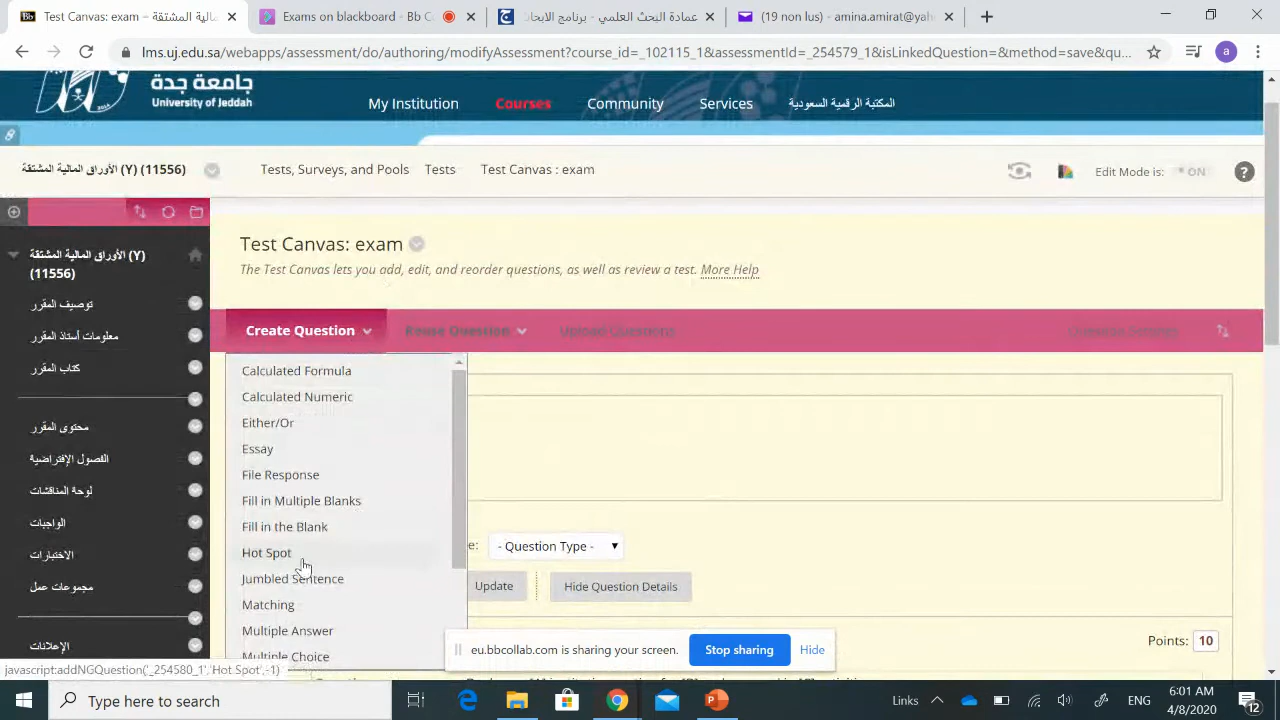 Test Canvas: exam – الأوراق المالية المشتقة
Exams on blackboard - Bb C
عمادة البحث العلمي - برنامج الابحاث
(19 non lus) - amina.amirat@yah
lms.uj.edu.sa/webapps/assessment/do/authoring/modifyAssessment?course_id=_102115_1&assessmentId=_254579_1&isLinkedQuestion=&method=save&qu...
a
جامعة جدة
University of Jeddah
My Institution
Courses
Community
Services
المكتبة الرقمية السعودية
الأوراق المالية المشتقة (Y) (11556)
Tests, Surveys, and Pools
Tests
Test Canvas : exam
Edit Mode is:
ON
?
الأوراق المالية المشتقة (Y)
(11556)
توصيف المقرر
معلومات أستاذ المقرر
كتاب المقرر
محتوى المقرر
الفصول الإفتراضية
لوحة المناقشات
الواجبات
الاختبارات
مجموعات عمل
الإعلانات
Test Canvas: exam
The Test Canvas lets you add, edit, and reorder questions, as well as review a test. More Help
Create Question
Reuse Question
Upload Questions
Question Settings
Calculated Formula
Calculated Numeric
Either/Or
Essay
File Response
Fill in Multiple Blanks
Fill in the Blank
Hot Spot
Jumbled Sentence
Matching
Multiple Answer
Multiple Choice
e:
- Question Type -
Update
Hide Question Details
Points: 10
eu.bbcollab.com is sharing your screen.
Stop sharing
Hide
javascript:addNGQuestion('_254580_1','Hot Spot',-1)
Type here to search
Links
ENG
6:01 AM
4/8/2020
12